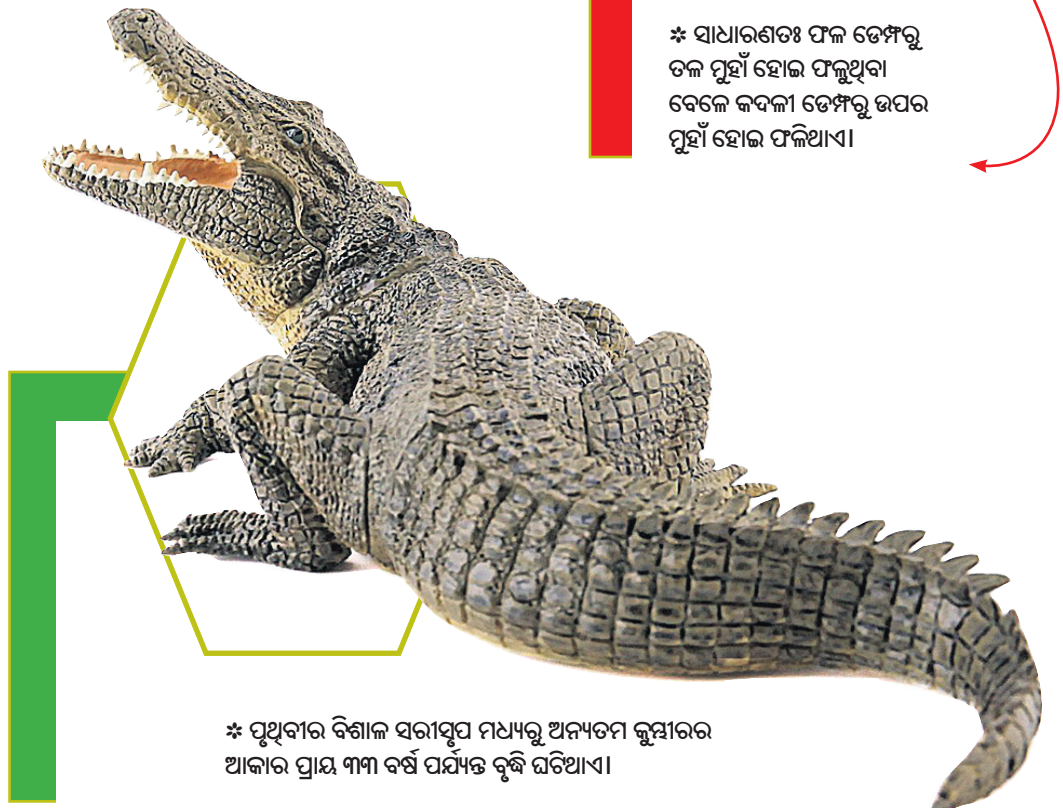 ✲ ସାଧାରଣତଃ ଫଳ ଡେମ୍ଫରୁ
ତଳ ମୁହାଁ ହୋଇ ଫଳୁଥିବା
ବେଳେ କଦଳୀ ଡେମ୍ଫରୁ ଉପର
ମୁହାଁ ହୋଇ ଫଳିଥାଏ।
✲ ପୃଥିବୀର ବିଶାଳ ସରୀସୃପ ମଧ୍ୟରୁ ଅନ୍ୟତମ କୁମ୍ଭୀରର
ଆକାର ପ୍ରାୟ ୩୩ ବର୍ଷ ପର୍ଯ୍ୟନ୍ତ ବୃଦ୍ଧି ଘଟିଥାଏ।